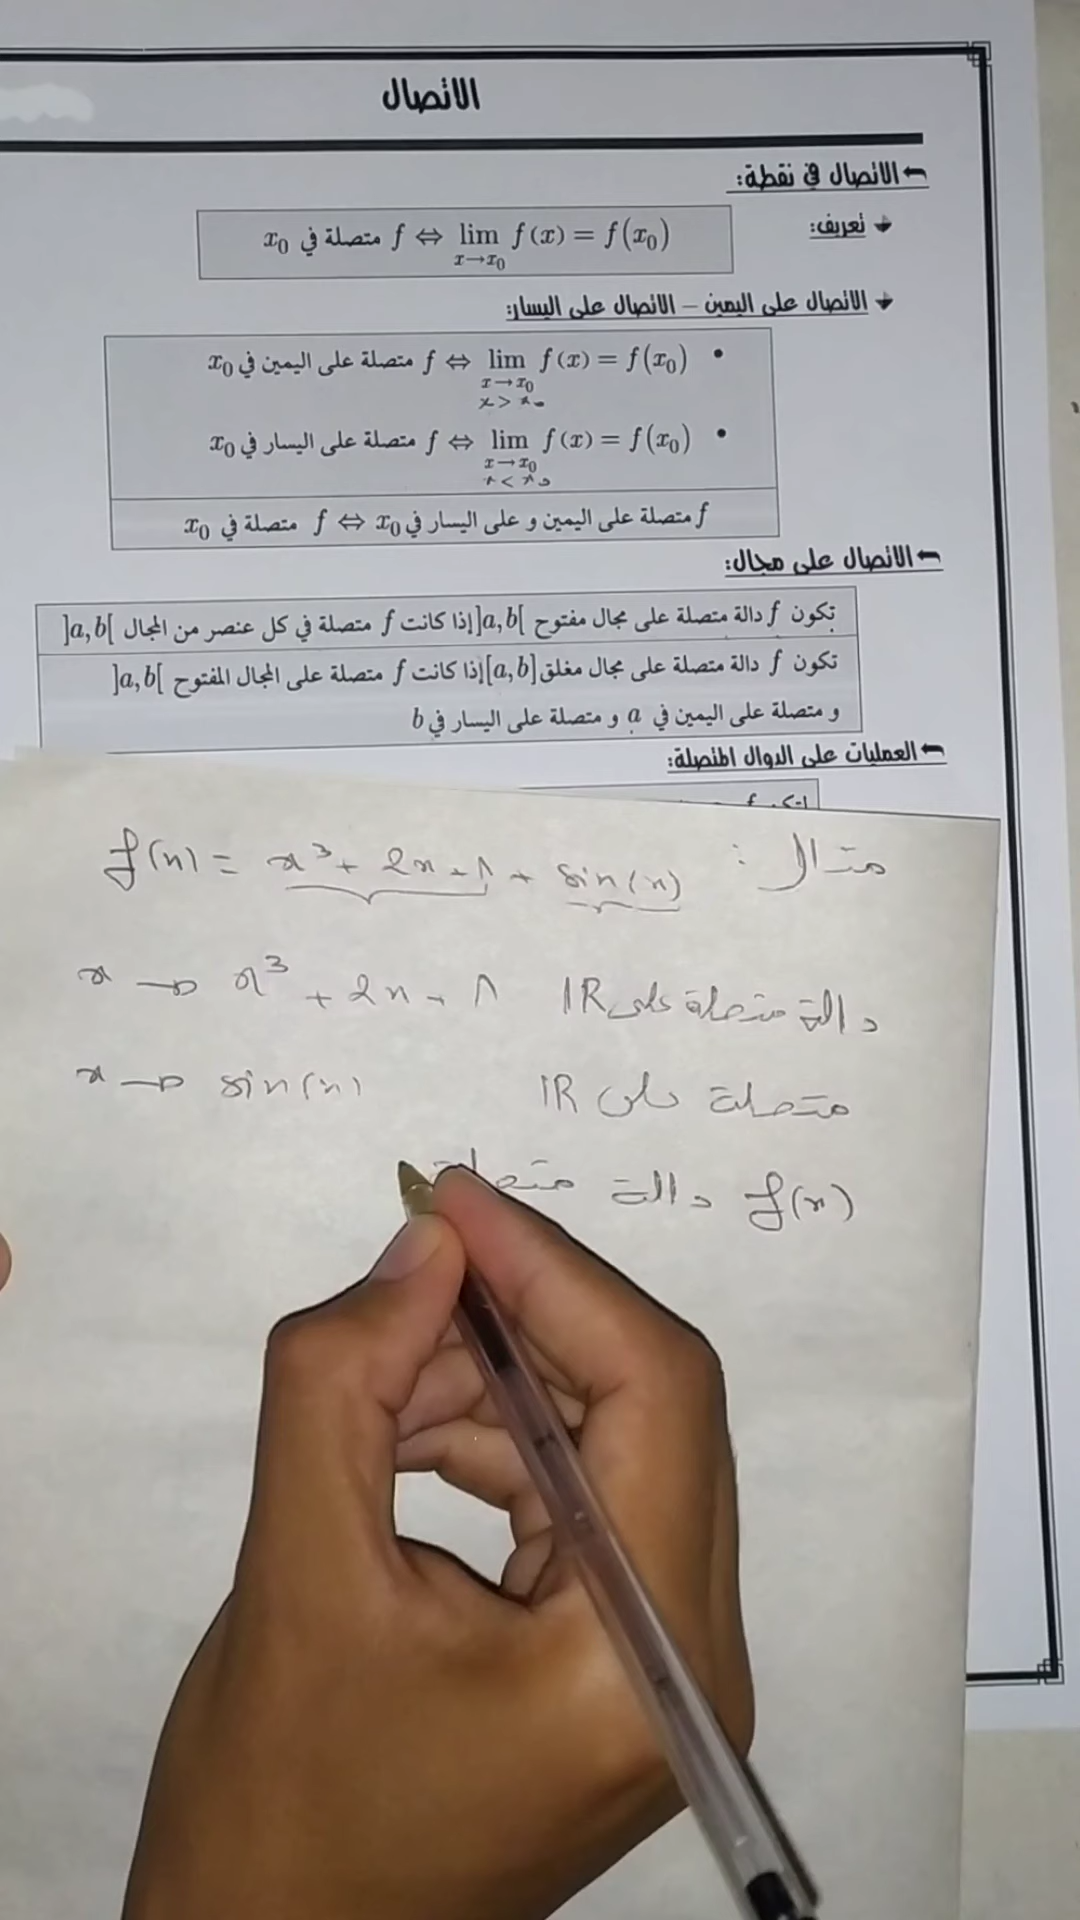 الاتصال
الاتصال في نقطة:
تعريف:
f متصلة في x₀ ⇔ lim f(x) = f(x₀)
x→x₀
الاتصال على اليمين – الاتصال على اليسار:
• f متصلة على اليمين في x₀ ⇔ lim f(x) = f(x₀)
x→x₀
x > x₀
• f متصلة على اليسار في x₀ ⇔ lim f(x) = f(x₀)
x→x₀
x < x₀
f متصلة على اليمين و على اليسار في x₀ ⇔ f متصلة في x₀
الاتصال على مجال:
تكون f دالة متصلة على مجال مفتوح ]a,b[ إذا كانت f متصلة في كل عنصر من المجال ]a,b[
تكون f دالة متصلة على مجال مغلق [a,b] إذا كانت f متصلة على المجال المفتوح ]a,b[
و متصلة على اليمين في a و متصلة على اليسار في b
العمليات على الدوال المتصلة:
متال : f(x) = x³ + 2x + 1 + sin(x)
x → x³ + 2x + 1 دالة متصلة على IR
x → sin(x) متصلة على IR
f(x) دالة متصلة